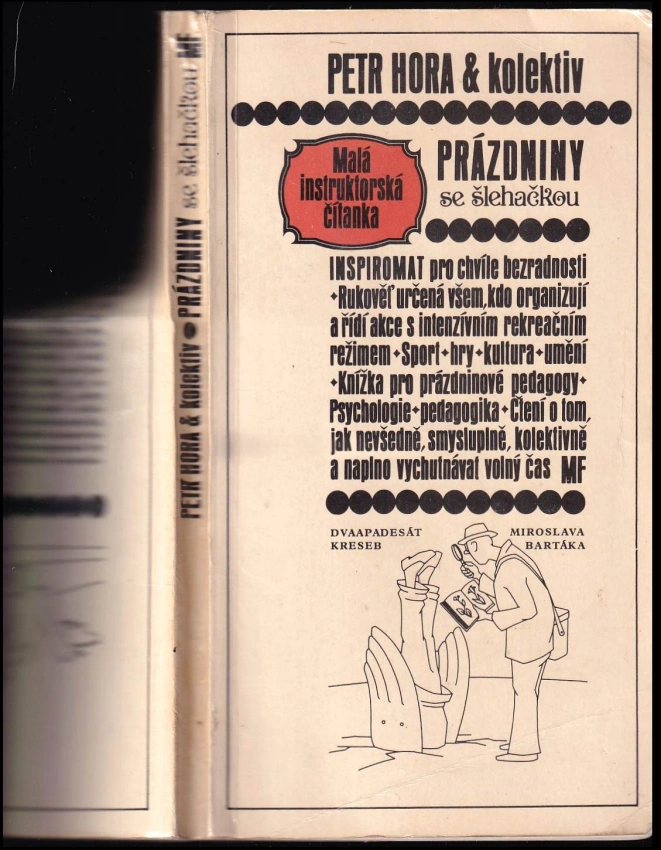 PETR HORA & kolektiv ● PRÁZDNINY se šlehačkou MF
PETR HORA & kolektiv
Malá
instruktorská
čítanka
PRÁZDNINY
se šlehačkou
INSPIROMAT pro chvíle bezradnosti
✦Rukověť určená všem, kdo organizují
a řídí akce s intenzívním rekreačním
režimem✦Sport✦hry✦kultura✦umění
✦Knížka pro prázdninové pedagogy✦
Psychologie✦pedagogika✦Čtení o tom,
jak nevšedně, smysluplně, kolektivně
a naplno vychutnávat volný čas MF
DVAAPADESÁT
KRESEB
MIROSLAVA
BARTÁKA